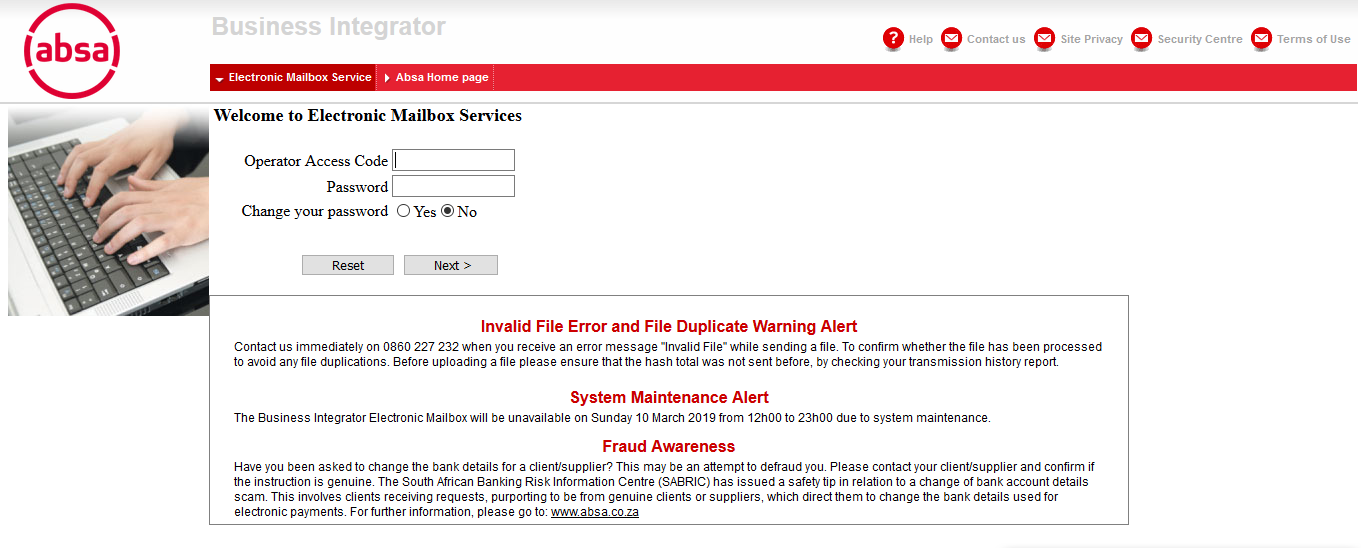 absa
Business Integrator
Help
Contact us
Site Privacy
Security Centre
Terms of Use
Electronic Mailbox Service
Absa Home page
Welcome to Electronic Mailbox Services
Operator Access Code
Password
Change your password Yes No
Reset Next >
Invalid File Error and File Duplicate Warning Alert
Contact us immediately on 0860 227 232 when you receive an error message "Invalid File" while sending a file. To confirm whether the file has been processed
to avoid any file duplications. Before uploading a file please ensure that the hash total was not sent before, by checking your transmission history report.
System Maintenance Alert
The Business Integrator Electronic Mailbox will be unavailable on Sunday 10 March 2019 from 12h00 to 23h00 due to system maintenance.
Fraud Awareness
Have you been asked to change the bank details for a client/supplier? This may be an attempt to defraud you. Please contact your client/supplier and confirm if
the instruction is genuine. The South African Banking Risk Information Centre (SABRIC) has issued a safety tip in relation to a change of bank account details
scam. This involves clients receiving requests, purporting to be from genuine clients or suppliers, which direct them to change the bank details used for
electronic payments. For further information, please go to: www.absa.co.za